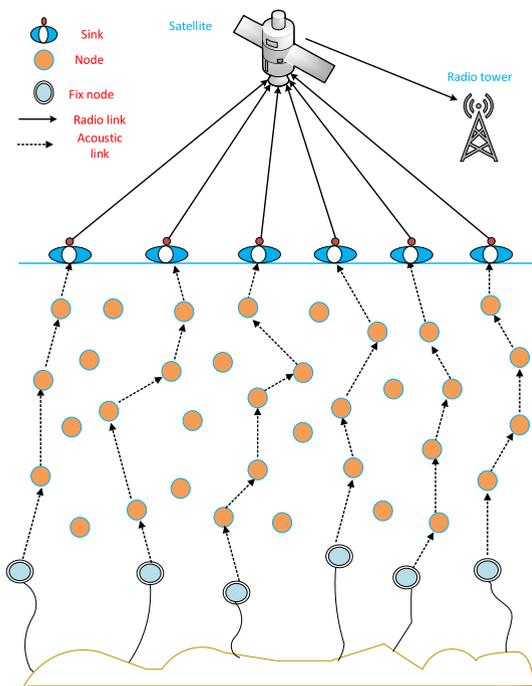 Satellite
Sink
Node
Radio tower
Fix node
Radio link
Acoustic
link